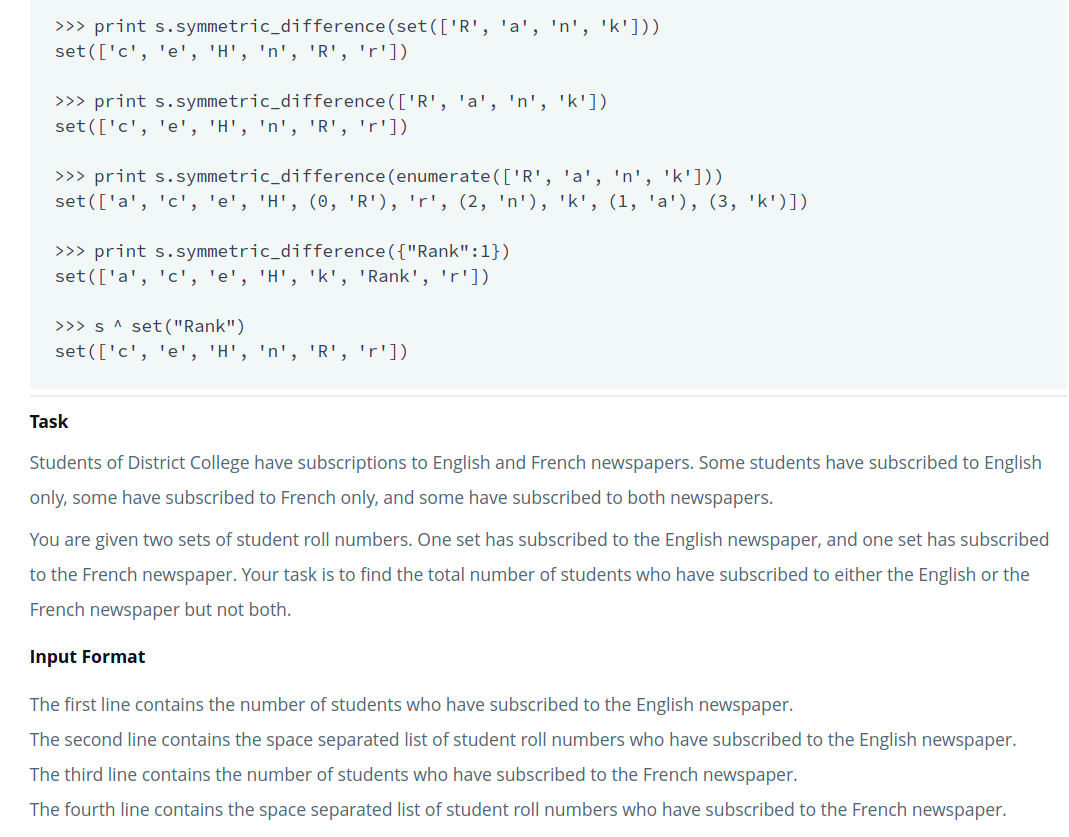 >>> print s.symmetric_difference(set(['R', 'a', 'n', 'k']))
set(['c', 'e', 'H', 'n', 'R', 'r'])
>>> print s.symmetric_difference(['R', 'a', 'n', 'k'])
set(['c', 'e', 'H', 'n', 'R', 'r'])
>>> print s.symmetric_difference(enumerate(['R', 'a', 'n', 'k']))
set(['a', 'c', 'e', 'H', (0, 'R'), 'r', (2, 'n'), 'k', (1, 'a'), (3, 'k')])
>>> print s.symmetric_difference({"Rank":1})
set(['a', 'c', 'e', 'H', 'k', 'Rank', 'r'])
>>> s ^ set("Rank")
set(['c', 'e', 'H', 'n', 'R', 'r'])
Task
Students of District College have subscriptions to English and French newspapers. Some students have subscribed to English
only, some have subscribed to French only, and some have subscribed to both newspapers.
You are given two sets of student roll numbers. One set has subscribed to the English newspaper, and one set has subscribed
to the French newspaper. Your task is to find the total number of students who have subscribed to either the English or the
French newspaper but not both.
Input Format
The first line contains the number of students who have subscribed to the English newspaper.
The second line contains the space separated list of student roll numbers who have subscribed to the English newspaper.
The third line contains the number of students who have subscribed to the French newspaper.
The fourth line contains the space separated list of student roll numbers who have subscribed to the French newspaper.